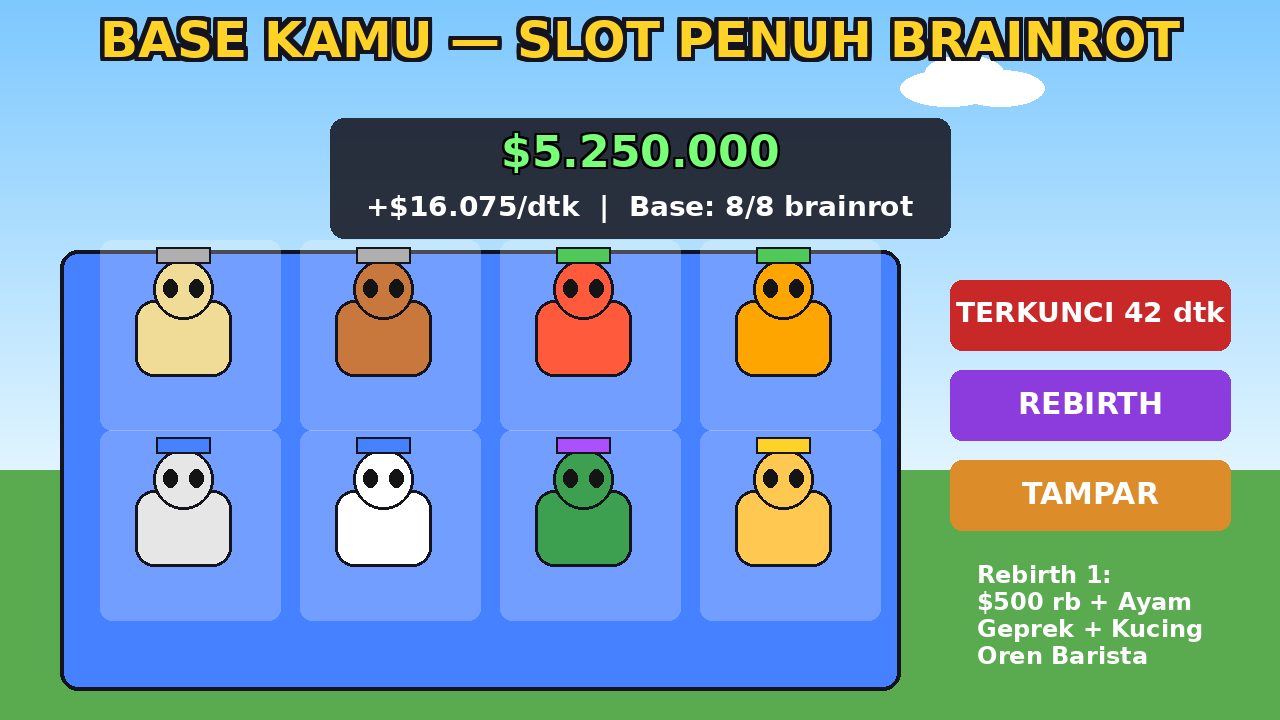 BASE KAMU — SLOT PENUH BRAINROT
$5.250.000
+$16.075/dtk | Base: 8/8 brainrot
TERKUNCI 42 dtk
REBIRTH
TAMPAR
Rebirth 1:
$500 rb + Ayam
Geprek + Kucing
Oren Barista